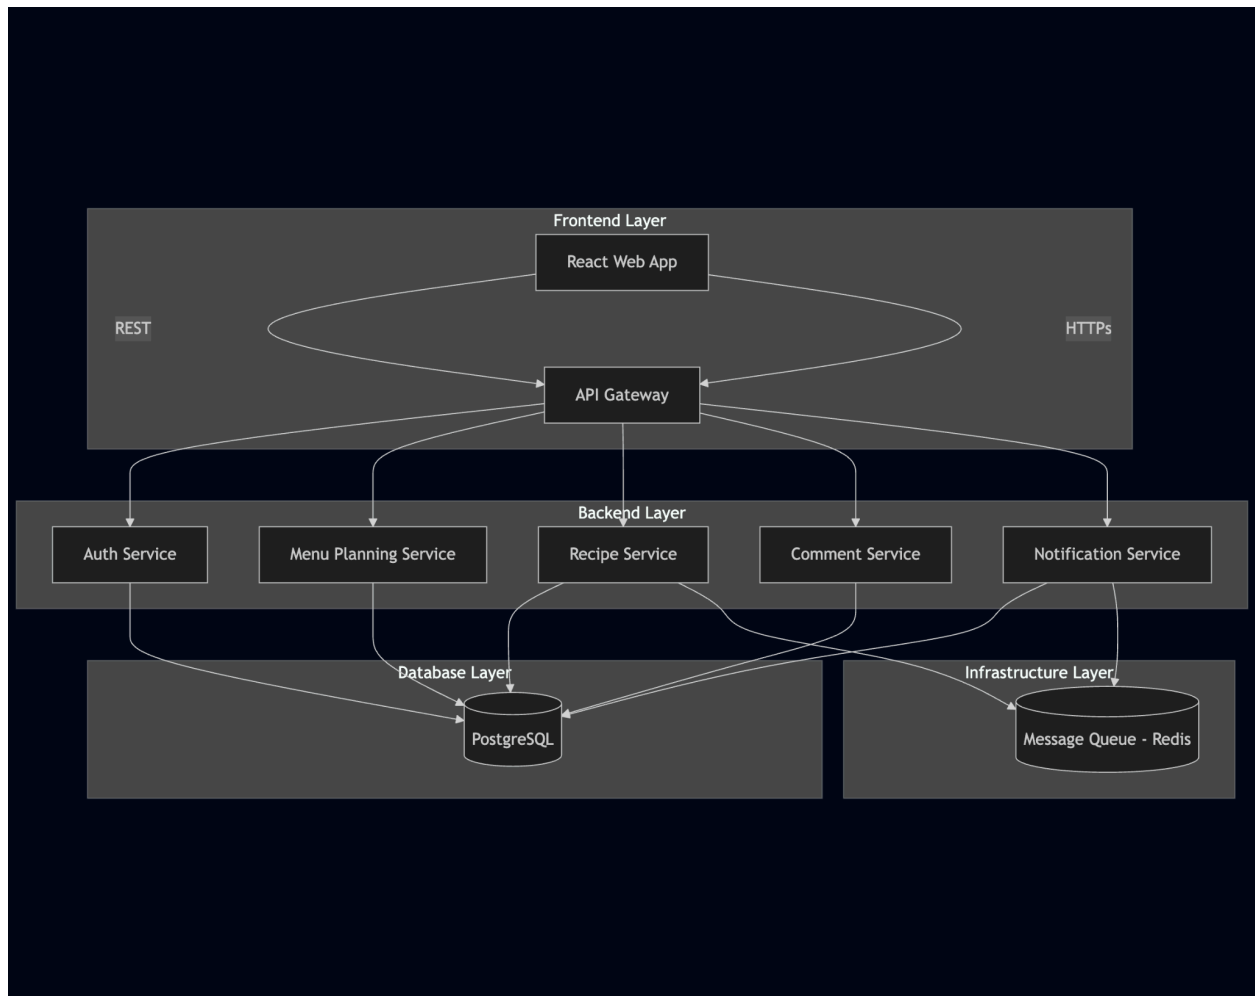 Frontend Layer
React Web App
REST
HTTPs
API Gateway
Backend Layer
Auth Service
Menu Planning Service
Recipe Service
Comment Service
Notification Service
Database Layer
Infrastructure Layer
PostgreSQL
Message Queue - Redis